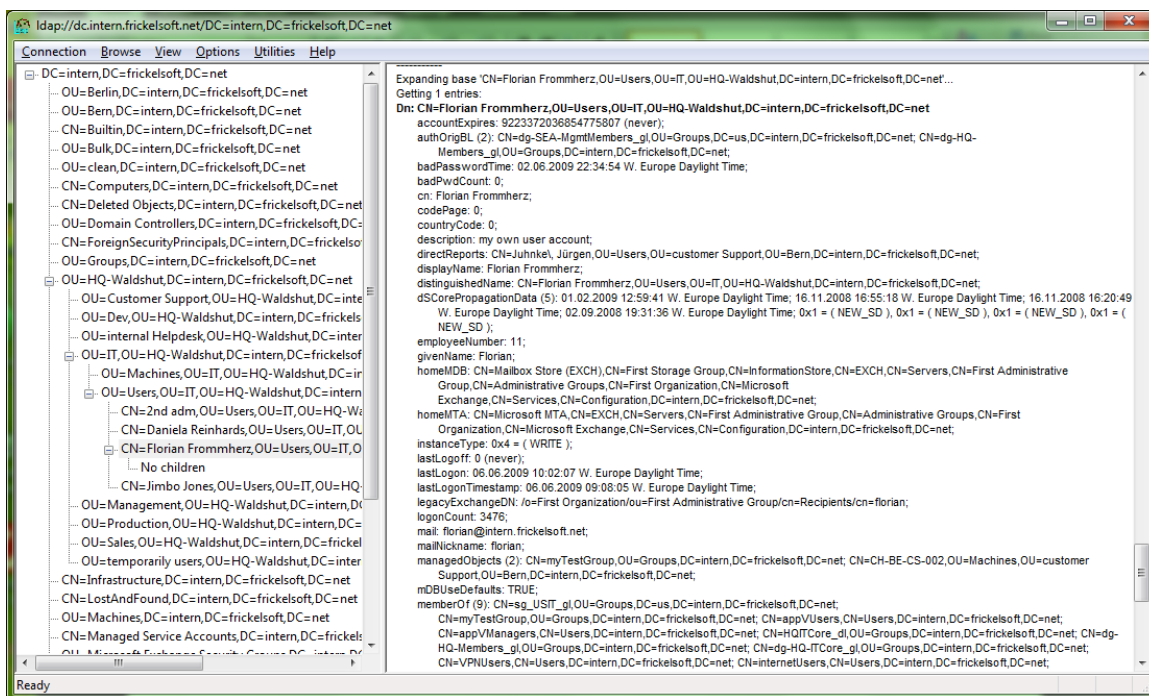 ldap://dc.intern.frickelsoft.net/DC=intern,DC=frickelsoft,DC=net
Connection Browse View Options Utilities Help
DC=intern,DC=frickelsoft,DC=net
OU=Berlin,DC=intern,DC=frickelsoft,DC=net
OU=Bern,DC=intern,DC=frickelsoft,DC=net
CN=Builtin,DC=intern,DC=frickelsoft,DC=net
OU=Bulk,DC=intern,DC=frickelsoft,DC=net
OU=clean,DC=intern,DC=frickelsoft,DC=net
CN=Computers,DC=intern,DC=frickelsoft,DC=net
CN=Deleted Objects,DC=intern,DC=frickelsoft,DC=net
OU=Domain Controllers,DC=intern,DC=frickelsoft,DC=
CN=ForeignSecurityPrincipals,DC=intern,DC=frickelso
OU=Groups,DC=intern,DC=frickelsoft,DC=net
OU=HQ-Waldshut,DC=intern,DC=frickelsoft,DC=net
OU=Customer Support,OU=HQ-Waldshut,DC=inte
OU=Dev,OU=HQ-Waldshut,DC=intern,DC=frickels
OU=internal Helpdesk,OU=HQ-Waldshut,DC=inter
OU=IT,OU=HQ-Waldshut,DC=intern,DC=frickelsof
OU=Machines,OU=IT,OU=HQ-Waldshut,DC=in
OU=Users,OU=IT,OU=HQ-Waldshut,DC=intern
CN=2nd adm,OU=Users,OU=IT,OU=HQ-Wa
CN=Daniela Reinhards,OU=Users,OU=IT,OU
CN=Florian Frommherz,OU=Users,OU=IT,O
No children
CN=Jimbo Jones,OU=Users,OU=IT,OU=HQ-
OU=Management,OU=HQ-Waldshut,DC=intern,D
OU=Production,OU=HQ-Waldshut,DC=intern,DC=
OU=Sales,OU=HQ-Waldshut,DC=intern,DC=frickel
OU=temporarily users,OU=HQ-Waldshut,DC=inter
CN=Infrastructure,DC=intern,DC=frickelsoft,DC=net
CN=LostAndFound,DC=intern,DC=frickelsoft,DC=net
OU=Machines,DC=intern,DC=frickelsoft,DC=net
CN=Managed Service Accounts,DC=intern,DC=frickels
OU=Microsoft Exchange Security Groups,DC=intern,DC
-----------
Expanding base 'CN=Florian Frommherz,OU=Users,OU=IT,OU=HQ-Waldshut,DC=intern,DC=frickelsoft,DC=net'...
Getting 1 entries:
Dn: CN=Florian Frommherz,OU=Users,OU=IT,OU=HQ-Waldshut,DC=intern,DC=frickelsoft,DC=net
accountExpires: 9223372036854775807 (never);
authOrigBL (2): CN=dg-SEA-MgmtMembers_gl,OU=Groups,DC=us,DC=intern,DC=frickelsoft,DC=net; CN=dg-HQ-
Members_gl,OU=Groups,DC=intern,DC=frickelsoft,DC=net;
badPasswordTime: 02.06.2009 22:34:54 W. Europe Daylight Time;
badPwdCount: 0;
cn: Florian Frommherz;
codePage: 0;
countryCode: 0;
description: my own user account;
directReports: CN=Juhnke\, Jürgen,OU=Users,OU=customer Support,OU=Bern,DC=intern,DC=frickelsoft,DC=net;
displayName: Florian Frommherz;
distinguishedName: CN=Florian Frommherz,OU=Users,OU=IT,OU=HQ-Waldshut,DC=intern,DC=frickelsoft,DC=net;
dSCorePropagationData (5): 01.02.2009 12:59:41 W. Europe Daylight Time; 16.11.2008 16:55:18 W. Europe Daylight Time; 16.11.2008 16:20:49
W. Europe Daylight Time; 02.09.2008 19:31:36 W. Europe Daylight Time; 0x1 = ( NEW_SD ), 0x1 = ( NEW_SD ), 0x1 = ( NEW_SD ), 0x1 = (
NEW_SD );
employeeNumber: 11;
givenName: Florian;
homeMDB: CN=Mailbox Store (EXCH),CN=First Storage Group,CN=InformationStore,CN=EXCH,CN=Servers,CN=First Administrative
Group,CN=Administrative Groups,CN=First Organization,CN=Microsoft
Exchange,CN=Services,CN=Configuration,DC=intern,DC=frickelsoft,DC=net;
homeMTA: CN=Microsoft MTA,CN=EXCH,CN=Servers,CN=First Administrative Group,CN=Administrative Groups,CN=First
Organization,CN=Microsoft Exchange,CN=Services,CN=Configuration,DC=intern,DC=frickelsoft,DC=net;
instanceType: 0x4 = ( WRITE );
lastLogoff: 0 (never);
lastLogon: 06.06.2009 10:02:07 W. Europe Daylight Time;
lastLogonTimestamp: 06.06.2009 09:08:05 W. Europe Daylight Time;
legacyExchangeDN: /o=First Organization/ou=First Administrative Group/cn=Recipients/cn=florian;
logonCount: 3476;
mail: florian@intern.frickelsoft.net;
mailNickname: florian;
managedObjects (2): CN=myTestGroup,OU=Groups,DC=intern,DC=frickelsoft,DC=net; CN=CH-BE-CS-002,OU=Machines,OU=customer
Support,OU=Bern,DC=intern,DC=frickelsoft,DC=net;
mDBUseDefaults: TRUE;
memberOf (9): CN=sg_USIT_gl,OU=Groups,DC=us,DC=intern,DC=frickelsoft,DC=net;
CN=myTestGroup,OU=Groups,DC=intern,DC=frickelsoft,DC=net; CN=appVUsers,CN=Users,DC=intern,DC=frickelsoft,DC=net;
CN=appVManagers,CN=Users,DC=intern,DC=frickelsoft,DC=net; CN=HQITCore_dl,OU=Groups,DC=intern,DC=frickelsoft,DC=net; CN=dg-
HQ-Members_gl,OU=Groups,DC=intern,DC=frickelsoft,DC=net; CN=dg-HQ-ITCore_gl,OU=Groups,DC=intern,DC=frickelsoft,DC=net;
CN=VPNUsers,CN=Users,DC=intern,DC=frickelsoft,DC=net; CN=internetUsers,CN=Users,DC=intern,DC=frickelsoft,DC=net;
Ready